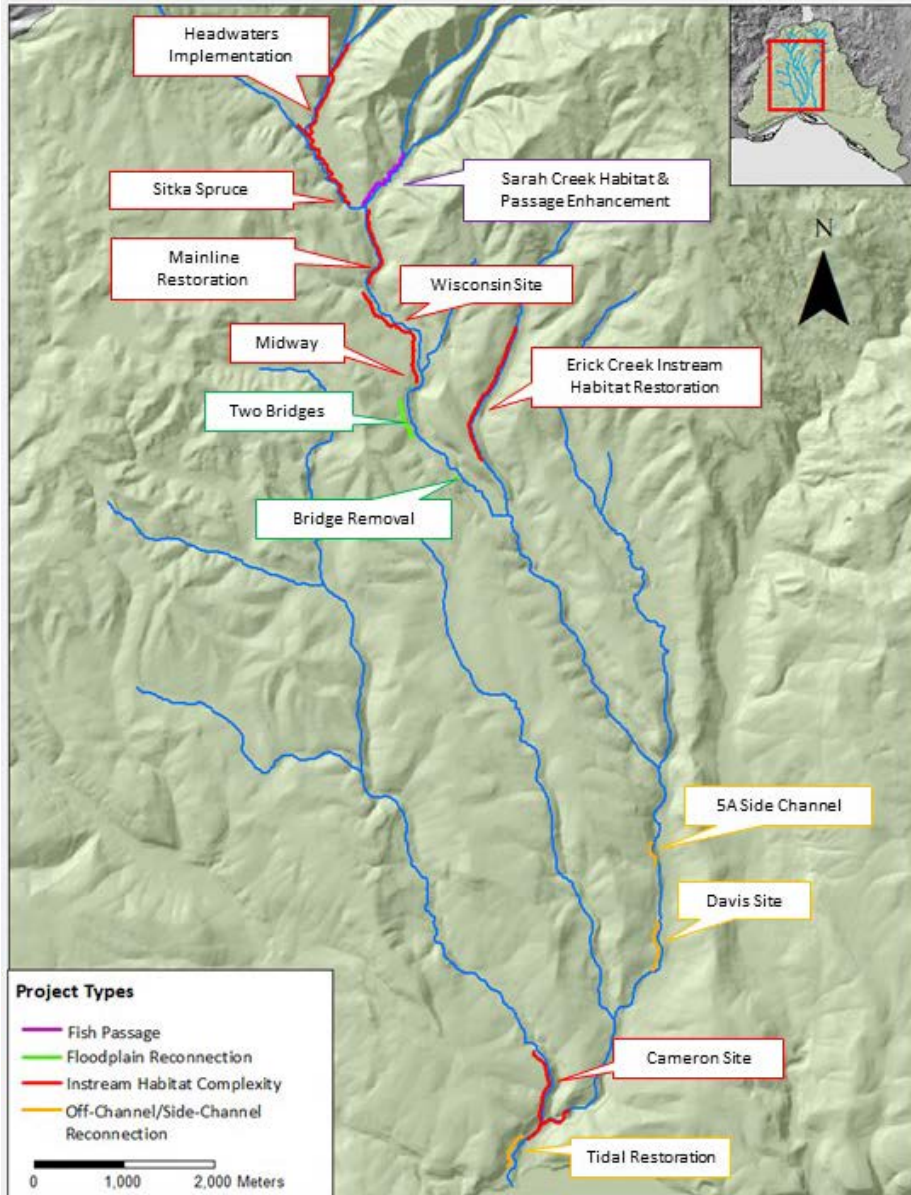 Headwaters
Implementation
Sitka Spruce
Sarah Creek Habitat &
Passage Enhancement
Mainline
Restoration
N
Wisconsin Site
Midway
Erick Creek Instream
Habitat Restoration
Two Bridges
Bridge Removal
5A Side Channel
Davis Site
Cameron Site
Tidal Restoration
Project Types
Fish Passage
Floodplain Reconnection
Instream Habitat Complexity
Off-Channel/Side-Channel
Reconnection
0 1,000 2,000 Meters